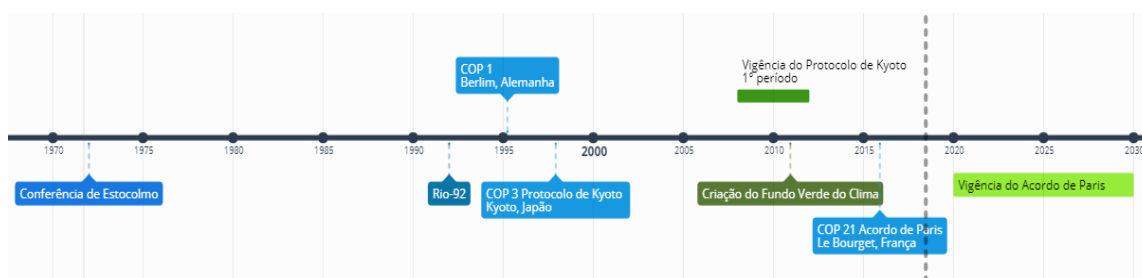 COP 1
Berlim, Alemanha
Vigência do Protocolo de Kyoto
1º período
1970
1975
1980
1985
1990
1995
2000
2005
2010
2015
2020
2025
2030
Conferência de Estocolmo
Rio-92
COP 3 Protocolo de Kyoto
Kyoto, Japão
Criação do Fundo Verde do Clima
COP 21 Acordo de Paris
Le Bourget, França
Vigência do Acordo de Paris